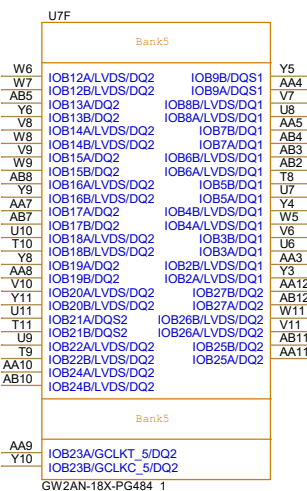 U7F
Bank5
W6 IOB12A/LVDS/DQ2 IOB9B/DQS1 Y5
W7 IOB12B/LVDS/DQ2 IOB9A/DQS1 AA4
AB5 IOB13A/DQ2 IOB8B/LVDS/DQ1 V7
Y6 IOB13B/DQ2 IOB8A/LVDS/DQ1 U8
V8 IOB14A/LVDS/DQ2 IOB7B/DQ1 AA5
W8 IOB14B/LVDS/DQ2 IOB7A/DQ1 AB4
V9 IOB15A/DQ2 IOB6B/LVDS/DQ1 AB3
W9 IOB15B/DQ2 IOB6A/LVDS/DQ1 AB2
AB8 IOB16A/LVDS/DQ2 IOB5B/DQ1 T8
Y9 IOB16B/LVDS/DQ2 IOB5A/DQ1 U7
AA7 IOB17A/DQ2 IOB4B/LVDS/DQ1 Y4
AB7 IOB17B/DQ2 IOB4A/LVDS/DQ1 W5
U10 IOB18A/LVDS/DQ2 IOB3B/DQ1 V6
T10 IOB18B/LVDS/DQ2 IOB3A/DQ1 U6
Y8 IOB19A/DQ2 IOB2B/LVDS/DQ1 AA3
AA8 IOB19B/DQ2 IOB2A/LVDS/DQ1 Y3
V10 IOB20A/LVDS/DQ2 IOB27B/DQ2 AA12
Y11 IOB20B/LVDS/DQ2 IOB27A/DQ2 AB12
U11 IOB21A/DQS2 IOB26B/LVDS/DQ2 W11
T11 IOB21B/DQS2 IOB26A/LVDS/DQ2 V11
U9 IOB22A/LVDS/DQ2 IOB25B/DQ2 AB11
T9 IOB22B/LVDS/DQ2 IOB25A/DQ2 AA11
AA10 IOB24A/LVDS/DQ2
AB10 IOB24B/LVDS/DQ2
Bank5
AA9 IOB23A/GCLKT_5/DQ2
Y10 IOB23B/GCLKC_5/DQ2
GW2AN-18X-PG484_1